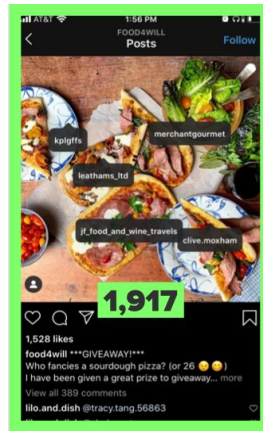 AT&T 1:56 PM
FOOD4WILL
Posts
Follow
kplgffs
merchantgourmet
leathams_ltd
jf_food_and_wine_travels
clive.moxham
1,917
1,528 likes
food4will ***GIVEAWAY!***
Who fancies a sourdough pizza? (or 26 😉😋)
I have been given a great prize to giveaway... more
View all 389 comments
lilo.and.dish @tracy.tang.56863